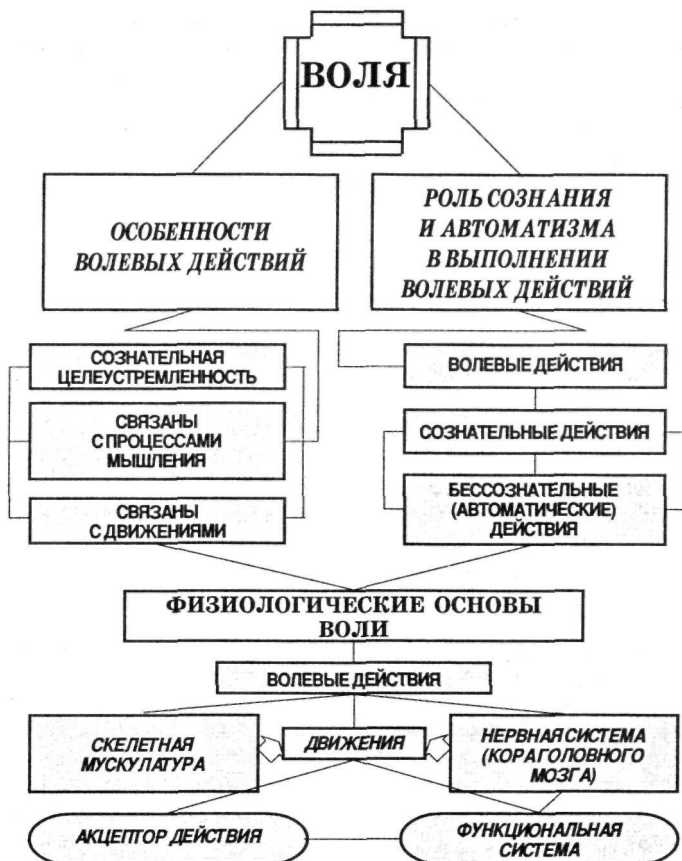 ВОЛЯ
ОСОБЕННОСТИ
ВОЛЕВЫХ ДЕЙСТВИЙ
РОЛЬ СОЗНАНИЯ
И АВТОМАТИЗМА
В ВЫПОЛНЕНИИ
ВОЛЕВЫХ ДЕЙСТВИЙ
СОЗНАТЕЛЬНАЯ
ЦЕЛЕУСТРЕМЛЕННОСТЬ
СВЯЗАНЫ
С ПРОЦЕССАМИ
МЫШЛЕНИЯ
СВЯЗАНЫ
С ДВИЖЕНИЯМИ
ВОЛЕВЫЕ ДЕЙСТВИЯ
СОЗНАТЕЛЬНЫЕ ДЕЙСТВИЯ
БЕССОЗНАТЕЛЬНЫЕ
(АВТОМАТИЧЕСКИЕ)
ДЕЙСТВИЯ
ФИЗИОЛОГИЧЕСКИЕ ОСНОВЫ
ВОЛИ
ВОЛЕВЫЕ ДЕЙСТВИЯ
СКЕЛЕТНАЯ
МУСКУЛАТУРА
ДВИЖЕНИЯ
НЕРВНАЯ СИСТЕМА
(КОРА ГОЛОВНОГО
МОЗГА)
АКЦЕПТОР ДЕЙСТВИЯ
ФУНКЦИОНАЛЬНАЯ
СИСТЕМА